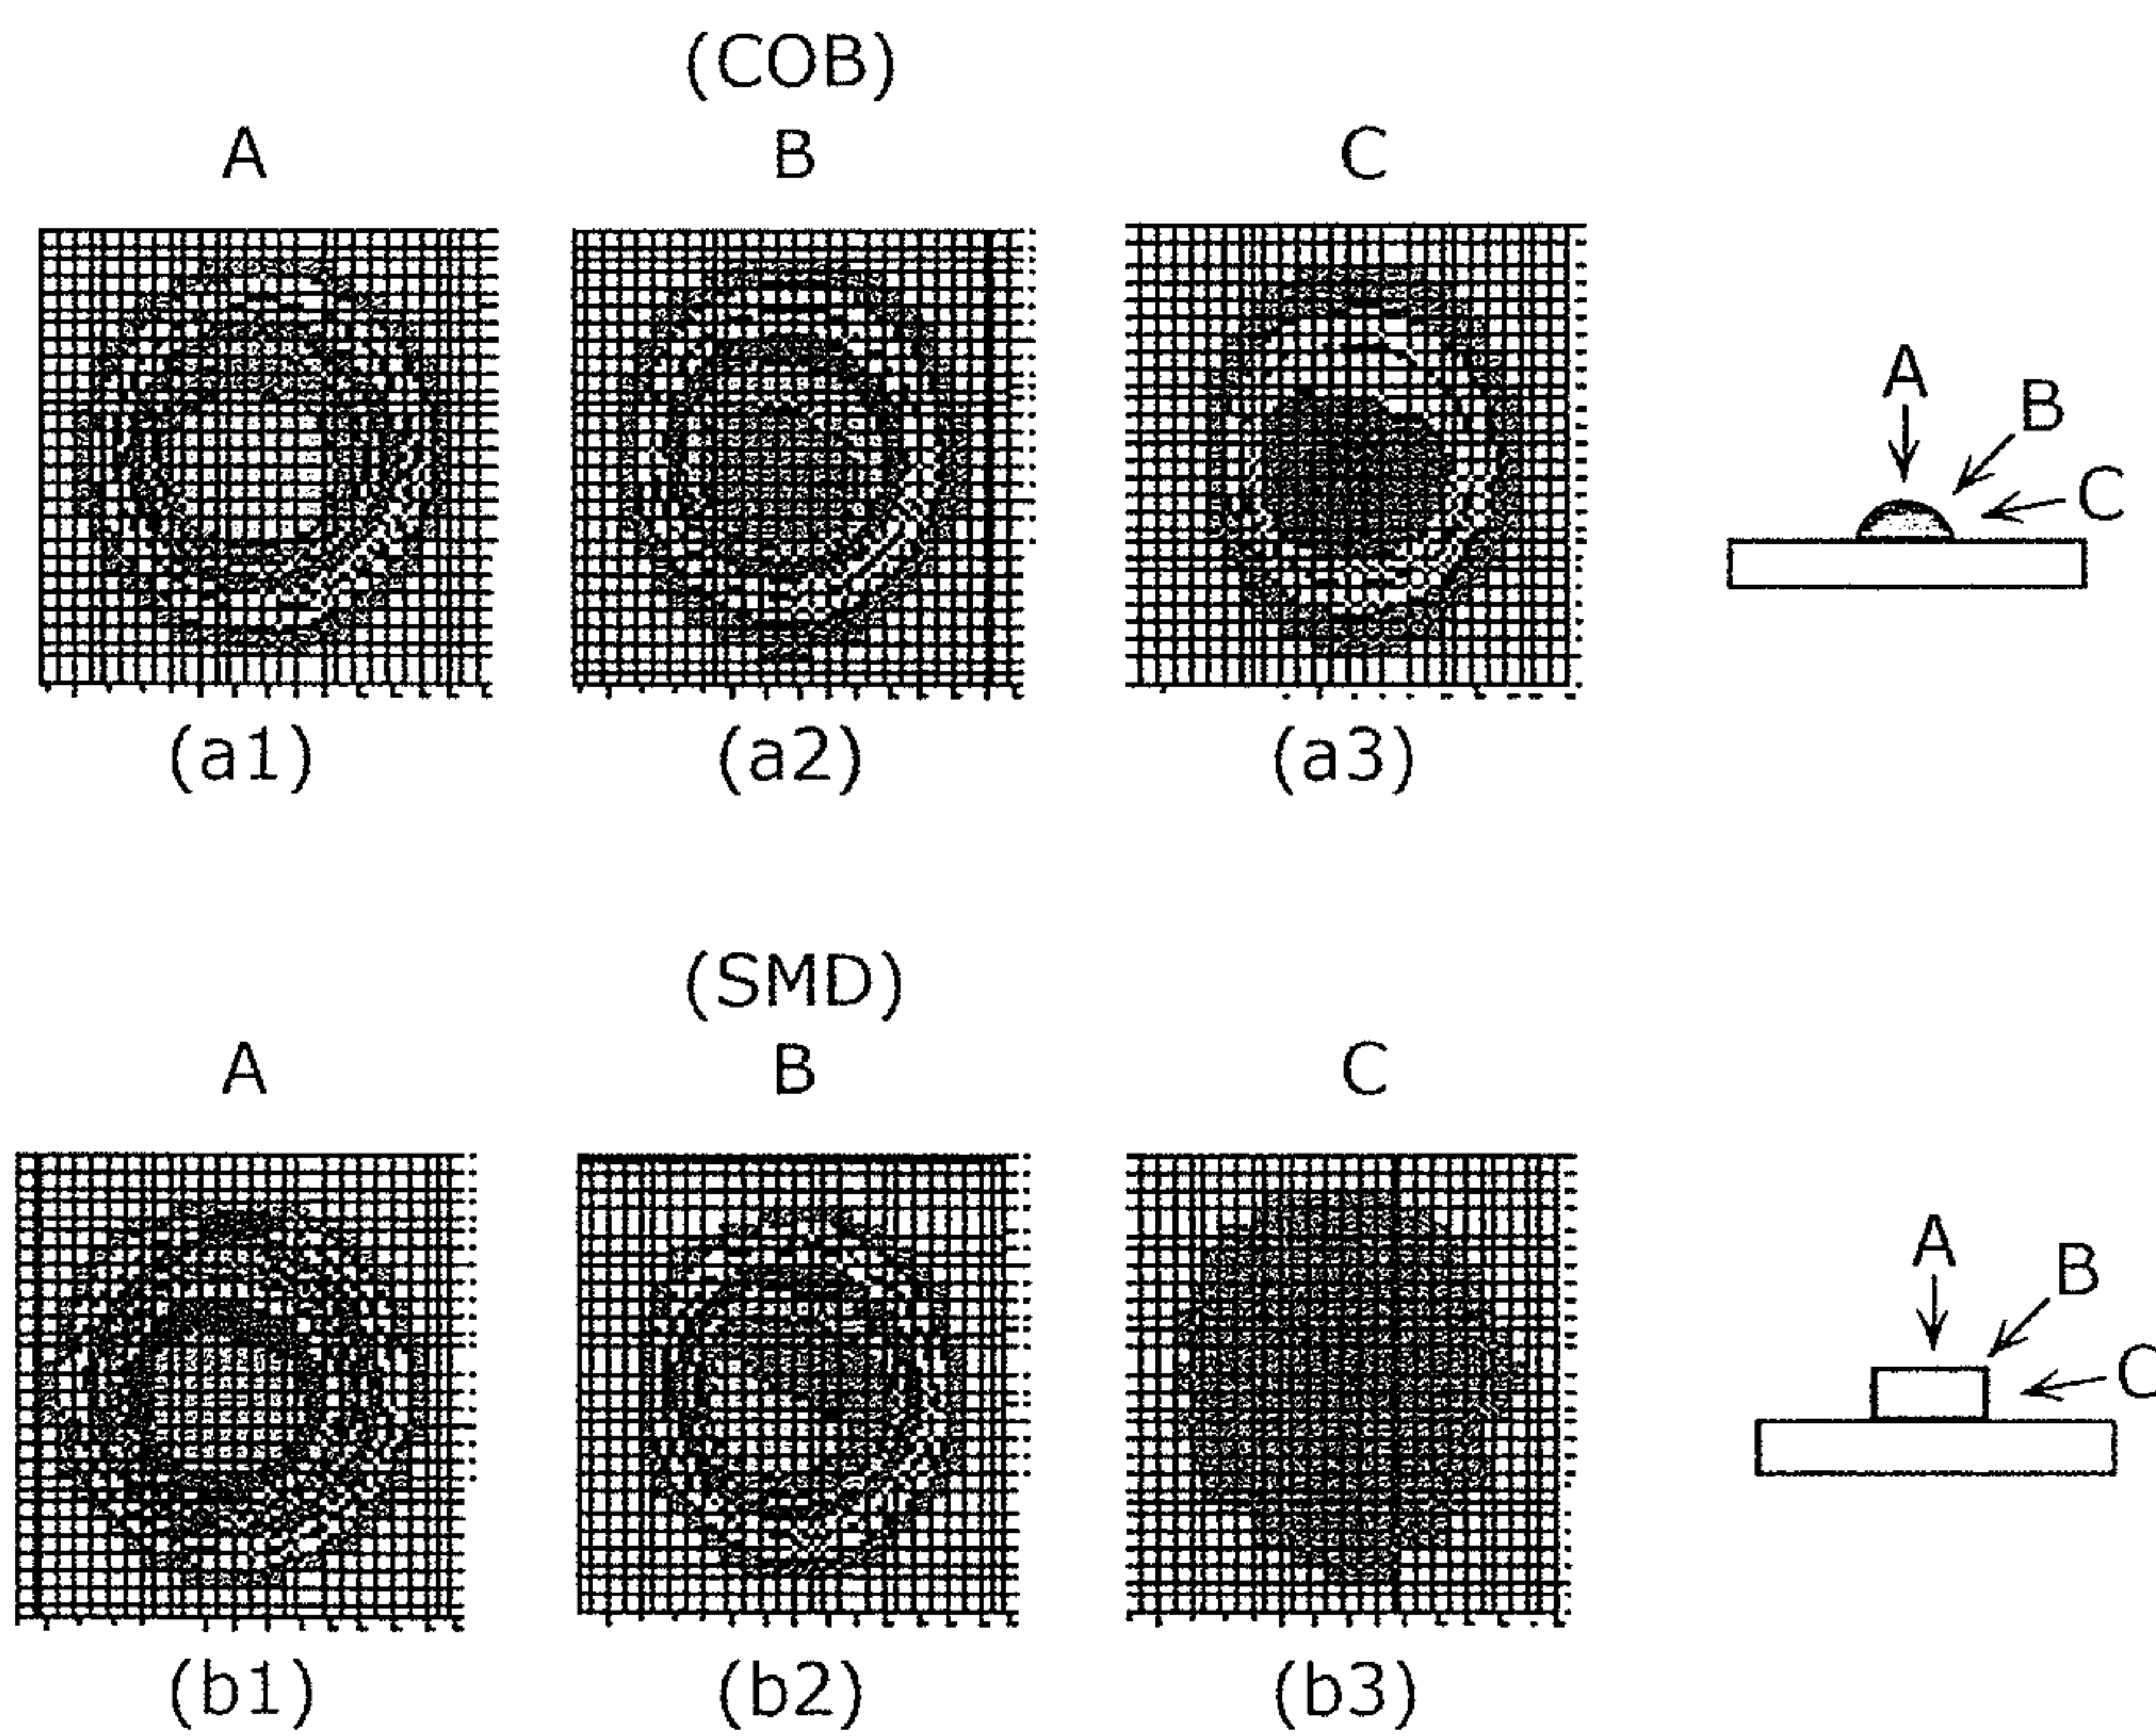 (COB)
A B C
A
B
C
(a1) (a2) (a3)
(SMD)
A B C
A
B
C
(b1) (b2) (b3)